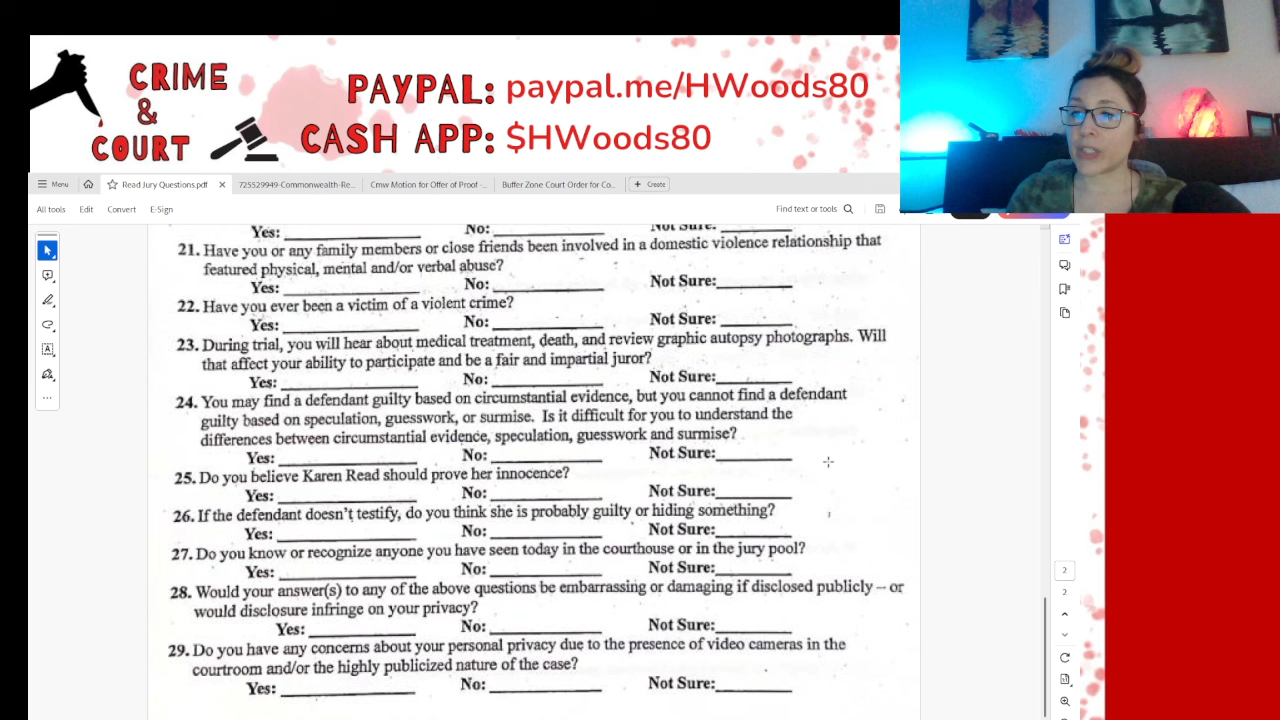 CRIME
&
COURT
PAYPAL: paypal.me/HWoods80
CASH APP: $HWoods80
Menu Read Jury Questions.pdf 725529949-Commonwealth-Re... Cmw Motion for Offer of Proof -... Buffer Zone Court Order for Co... + Create
All tools Edit Convert E-Sign Find text or tools
Yes: No: Not Sure:
21. Have you or any family members or close friends been involved in a domestic violence relationship that
featured physical, mental and/or verbal abuse?
Yes: No: Not Sure:
22. Have you ever been a victim of a violent crime?
Yes: No: Not Sure:
23. During trial, you will hear about medical treatment, death, and review graphic autopsy photographs. Will
that affect your ability to participate and be a fair and impartial juror?
Yes: No: Not Sure:
24. You may find a defendant guilty based on circumstantial evidence, but you cannot find a defendant
guilty based on speculation, guesswork, or surmise. Is it difficult for you to understand the
differences between circumstantial evidence, speculation, guesswork and surmise?
Yes: No: Not Sure:
25. Do you believe Karen Read should prove her innocence?
Yes: No: Not Sure:
26. If the defendant doesn't testify, do you think she is probably guilty or hiding something?
Yes: No: Not Sure:
27. Do you know or recognize anyone you have seen today in the courthouse or in the jury pool?
Yes: No: Not Sure:
28. Would your answer(s) to any of the above questions be embarrassing or damaging if disclosed publicly – or
would disclosure infringe on your privacy?
Yes: No: Not Sure:
29. Do you have any concerns about your personal privacy due to the presence of video cameras in the
courtroom and/or the highly publicized nature of the case?
Yes: No: Not Sure:
2
2